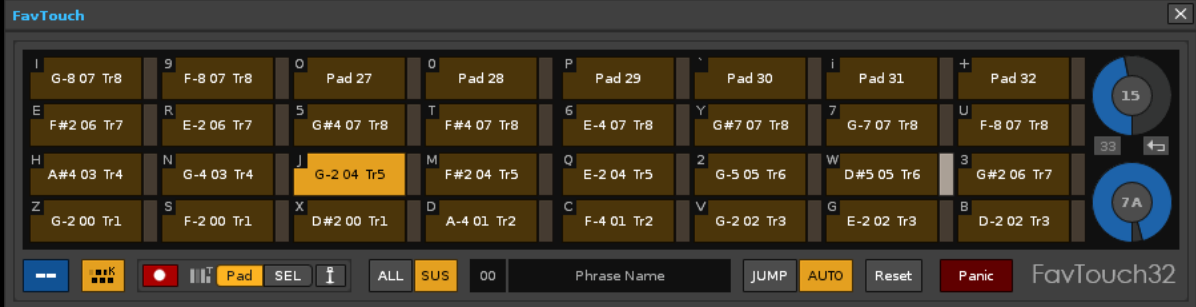 FavTouch
I 9 O 0 P ` i +
G-8 07 Tr8 F-8 07 Tr8 Pad 27 Pad 28 Pad 29 Pad 30 Pad 31 Pad 32
15
E R 5 T 6 Y 7 U
F#2 06 Tr7 E-2 06 Tr7 G#4 07 Tr8 F#4 07 Tr8 E-4 07 Tr8 G#7 07 Tr8 G-7 07 Tr8 F-8 07 Tr8
33
H N J M Q 2 W 3
A#4 03 Tr4 G-4 03 Tr4 G-2 04 Tr5 F#2 04 Tr5 E-2 04 Tr5 G-5 05 Tr6 D#5 05 Tr6 G#2 06 Tr7
7A
Z S X D C V G B
G-2 00 Tr1 F-2 00 Tr1 D#2 00 Tr1 A-4 01 Tr2 F-4 01 Tr2 G-2 02 Tr3 E-2 02 Tr3 D-2 02 Tr3
-- K T Pad SEL ALL SUS 00 Phrase Name JUMP AUTO Reset Panic FavTouch32